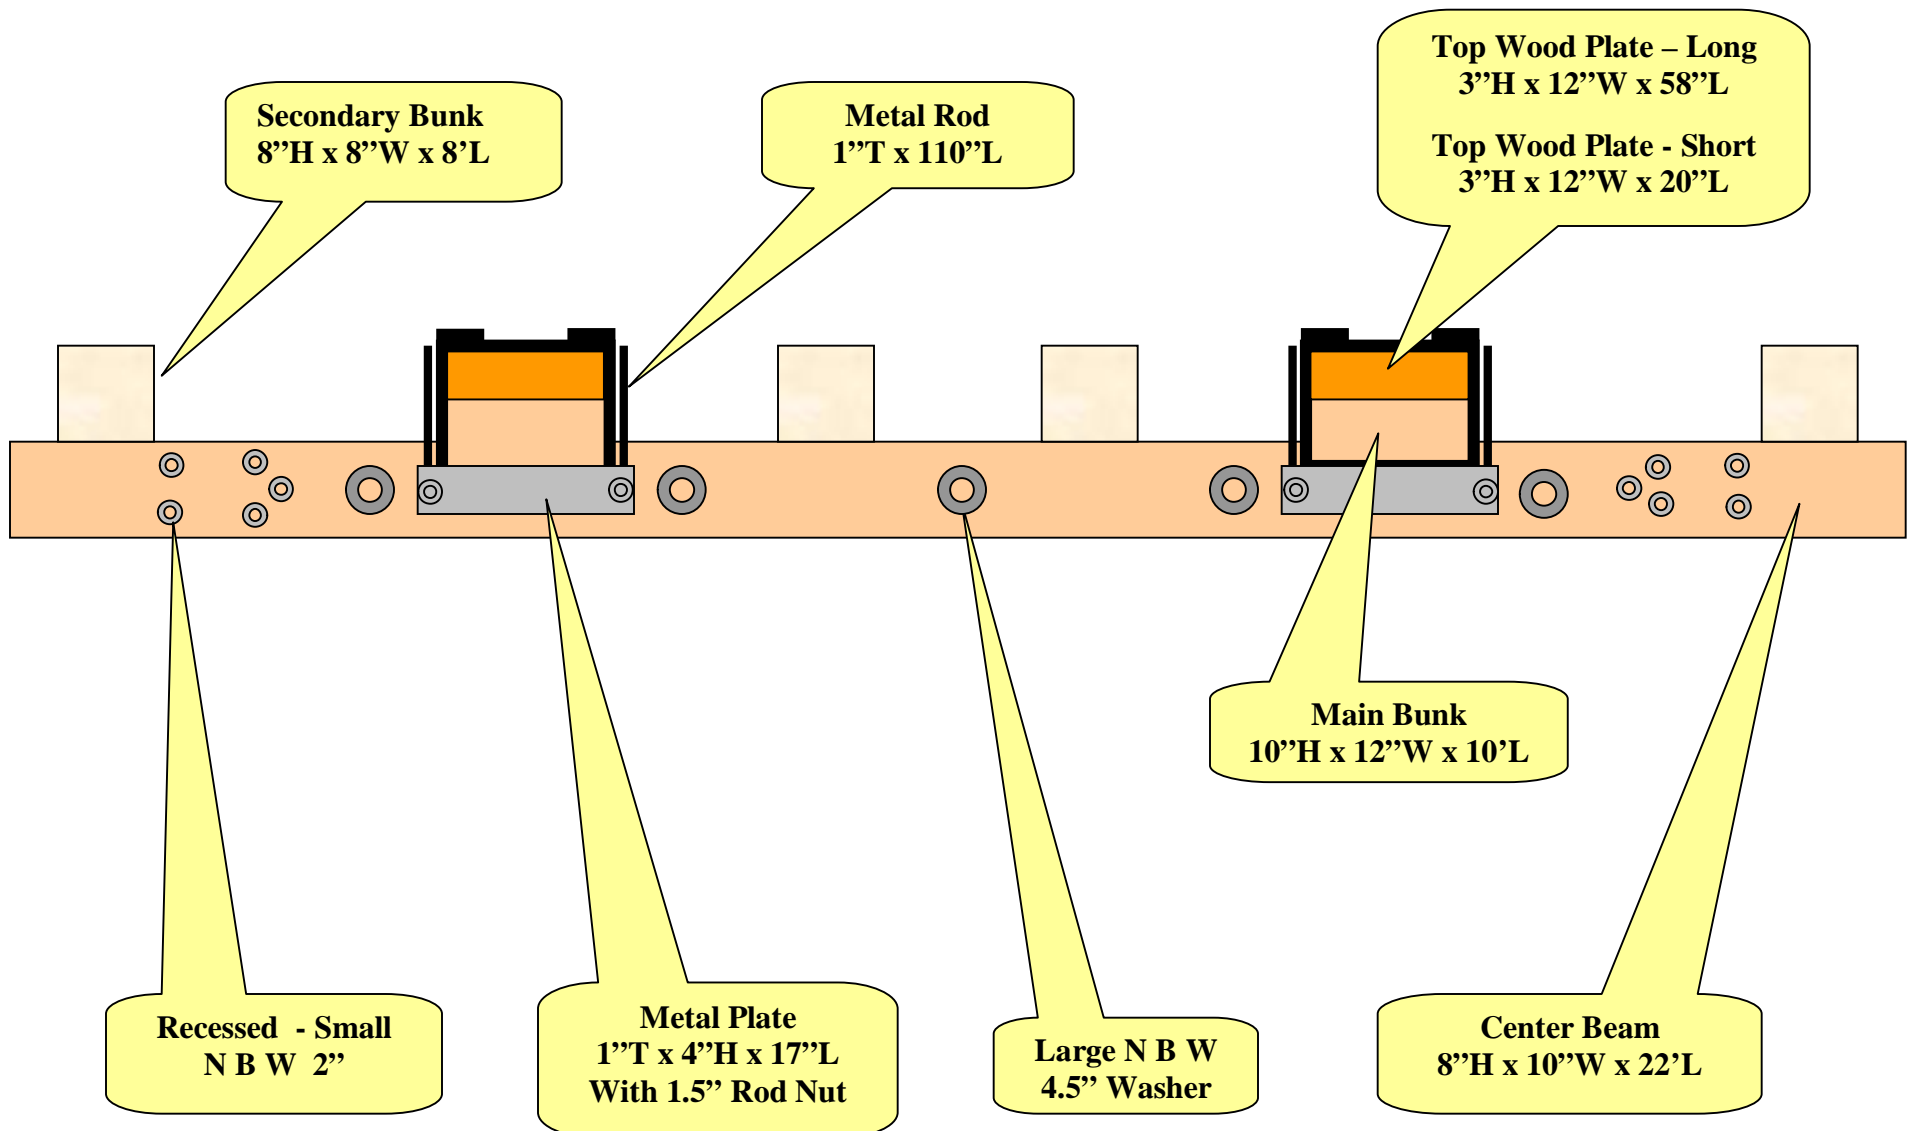 Top Wood Plate – Long
3”H x 12”W x 58”L
Top Wood Plate - Short
3”H x 12”W x 20”L
Secondary Bunk
8”H x 8”W x 8’L
Metal Rod
1”T x 110”L
Main Bunk
10”H x 12”W x 10’L
Recessed - Small
N B W 2”
Metal Plate
1”T x 4”H x 17”L
With 1.5” Rod Nut
Large N B W
4.5” Washer
Center Beam
8”H x 10”W x 22’L